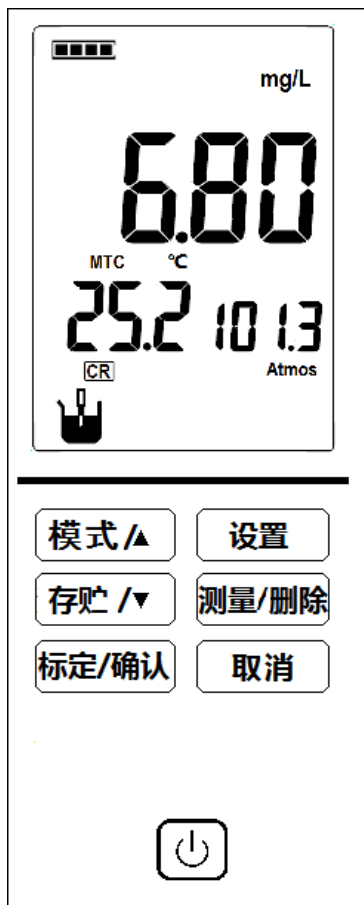 mg/L
6.80
MTC ℃
25.2 101.3
CR Atmos
模式/▲ 设置
存贮/▼ 测量/删除
标定/确认 取消